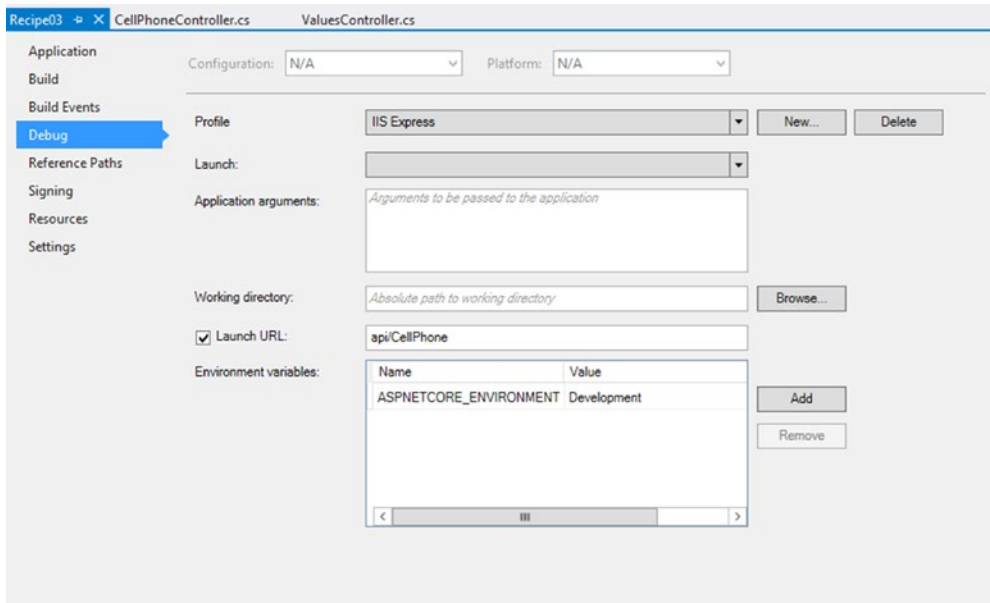 Recipe03 CellPhoneController.cs ValuesController.cs
Application
Build
Build Events
Debug
Reference Paths
Signing
Resources
Settings
Configuration: N/A Platform: N/A
Profile IIS Express New... Delete
Launch:
Application arguments: Arguments to be passed to the application
Working directory: Absolute path to working directory Browse...
Launch URL: api/CellPhone
Environment variables: Name Value
ASPNETCORE_ENVIRONMENT Development Add
Remove